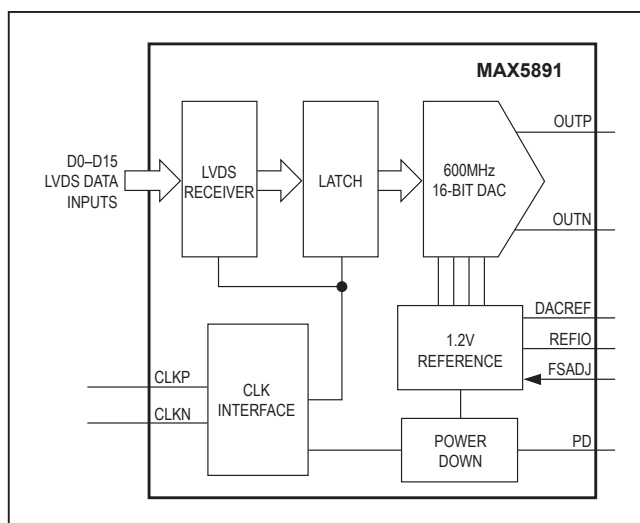 MAX5891
D0–D15
LVDS DATA
INPUTS
LVDS
RECEIVER
LATCH
600MHz
16-BIT DAC
OUTP
OUTN
CLKP
CLKN
CLK
INTERFACE
1.2V
REFERENCE
DACREF
REFIO
FSADJ
POWER
DOWN
PD